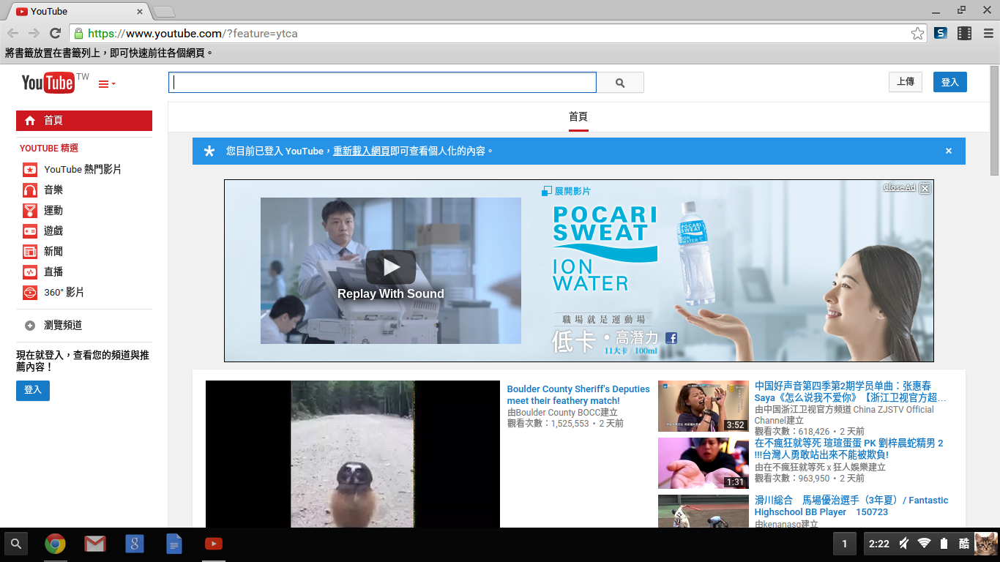 YouTube
https://www.youtube.com/?feature=ytca
將書籤放置在書籤列上，即可快速前往各個網頁。
YouTube TW
上傳
登入
首頁
首頁
YOUTUBE 精選
YouTube 熱門影片
音樂
運動
遊戲
新聞
直播
360° 影片
瀏覽頻道
現在就登入，查看您的頻道與推
薦內容！
登入
您目前已登入 YouTube，重新載入網頁即可查看個人化的內容。
展開影片
Close Ad
Replay With Sound
POCARI
SWEAT
ION
WATER
職場就是運動場
低卡•高潛力
11大卡／100ml
POCARI
SWEAT
ION
WATER
Boulder County Sheriff's Deputies
meet their feathery match!
由Boulder County BOCC建立
觀看次數：1,525,553 • 2 天前
3:52
中国好声音第四季第2期学员单曲：张惠春
Saya《怎么说我不爱你》【浙江卫视官方超…
由中国浙江卫视官方频道 China ZJSTV Official
Channel建立
觀看次數：618,426 • 2 天前
1:31
在不瘋狂就等死 瑄瑄蛋蛋 PK 劉梓晨蛇精男 2
!!!台灣人勇敢站出來不能被欺負!
由在不瘋狂就等死 x 狂人娛樂建立
觀看次數：963,950 • 2 天前
滑川総合　馬場優治選手（3年夏）/ Fantastic
Highschool BB Player　150723
由kenanasg建立
1
2:22
酷